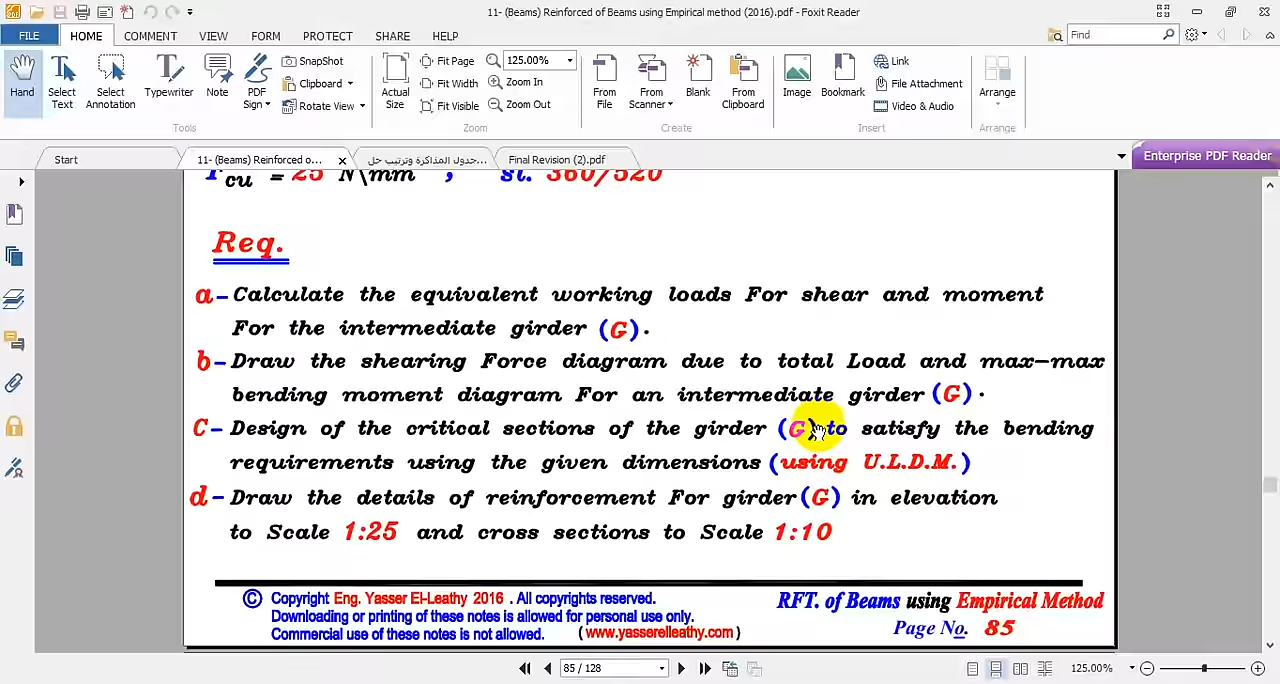 11- (Beams) Reinforced of Beams using Empirical method (2016).pdf - Foxit Reader
FILE HOME COMMENT VIEW FORM PROTECT SHARE HELP Find
Hand Select Text Select Annotation Typewriter Note PDF Sign SnapShot Clipboard Rotate View
Tools
Actual Size Fit Page Fit Width Fit Visible 125.00% Zoom In Zoom Out
Zoom
From File From Scanner Blank From Clipboard
Create
Image Bookmark Link File Attachment Video & Audio
Insert
Arrange
Arrange
Start 11- (Beams) Reinforced o... جدول المذاكرة وترتيب حل... Final Revision (2).pdf Enterprise PDF Reader
Fcu = 25 N\mm , st. 360/520
Req.
a- Calculate the equivalent working loads For shear and moment
For the intermediate girder (G).
b- Draw the shearing Force diagram due to total Load and max-max
bending moment diagram For an intermediate girder (G).
C- Design of the critical sections of the girder (G) to satisfy the bending
requirements using the given dimensions (using U.L.D.M.)
d- Draw the details of reinforcement For girder (G) in elevation
to Scale 1:25 and cross sections to Scale 1:10
© Copyright Eng. Yasser El-Leathy 2016 . All copyrights reserved.
Downloading or printing of these notes is allowed for personal use only.
Commercial use of these notes is not allowed. ( www.yasserelleathy.com )
RFT. of Beams using Empirical Method
Page No. 85
85 / 128 125.00%